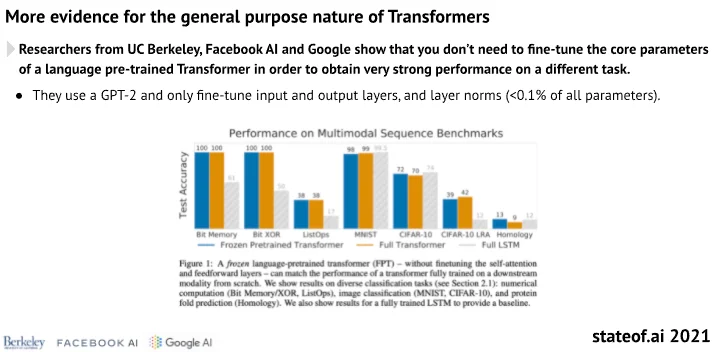 More evidence for the general purpose nature of Transformers
Researchers from UC Berkeley, Facebook AI and Google show that you don't need to fine-tune the core parameters
of a language pre-trained Transformer in order to obtain very strong performance on a different task.
● They use a GPT-2 and only fine-tune input and output layers, and layer norms (<0.1% of all parameters).
Performance on Multimodal Sequence Benchmarks
Test Accuracy
100 100 61
100 100 50
38 38 17
98 99 99.5
72 70 74
39 42 12
13 9 12
Bit Memory Bit XOR ListOps MNIST CIFAR-10 CIFAR-10 LRA Homology
Frozen Pretrained Transformer Full Transformer Full LSTM
Figure 1: A frozen language-pretrained transformer (FPT) – without finetuning the self-attention
and feedforward layers – can match the performance of a transformer fully trained on a downstream
modality from scratch. We show results on diverse classification tasks (see Section 2.1): numerical
computation (Bit Memory/XOR, ListOps), image classification (MNIST, CIFAR-10), and protein
fold prediction (Homology). We also show results for a fully trained LSTM to provide a baseline.
Berkeley FACEBOOK AI Google AI
stateof.ai 2021